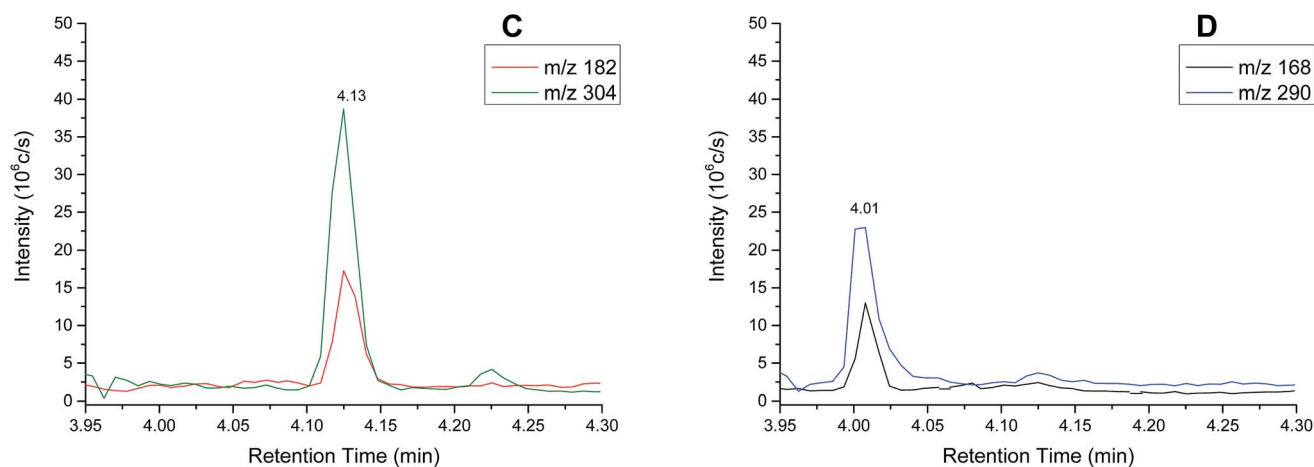 C
m/z 182
m/z 304
4.13
50
45
40
35
30
25
20
15
10
5
0
Intensity (10⁶c/s)
3.95 4.00 4.05 4.10 4.15 4.20 4.25 4.30
Retention Time (min)
D
m/z 168
m/z 290
4.01
50
45
40
35
30
25
20
15
10
5
0
Intensity (10⁶c/s)
3.95 4.00 4.05 4.10 4.15 4.20 4.25 4.30
Retention Time (min)